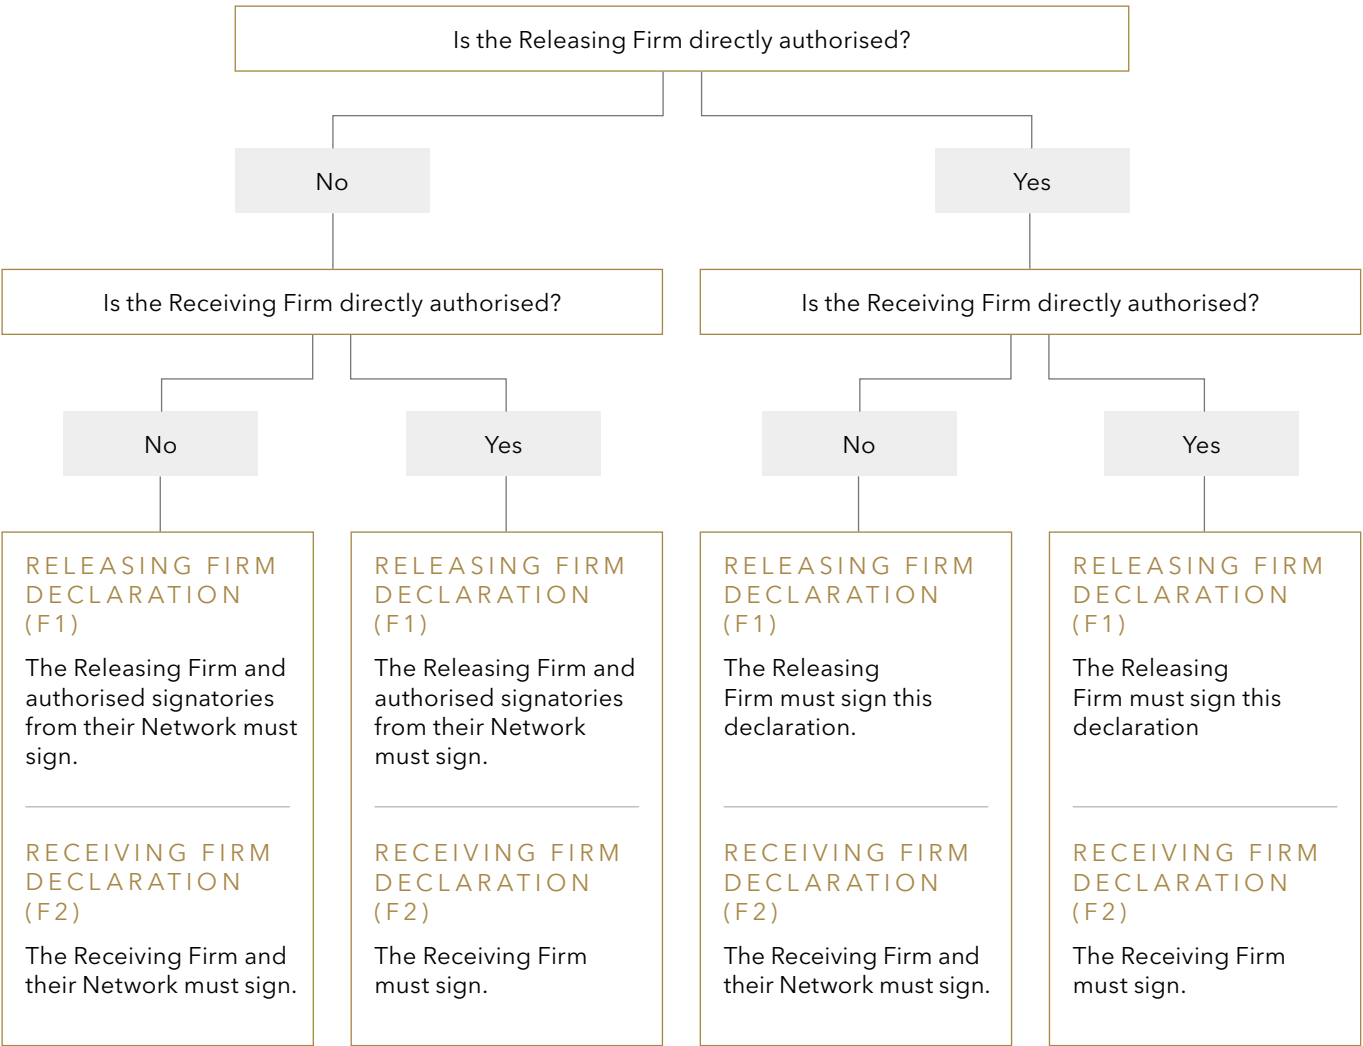 Is the Releasing Firm directly authorised?
No
Yes
Is the Receiving Firm directly authorised?
Is the Receiving Firm directly authorised?
No
Yes
No
Yes
RELEASING FIRM
DECLARATION
(F1)
The Releasing Firm and
authorised signatories
from their Network must
sign.
RECEIVING FIRM
DECLARATION
(F2)
The Receiving Firm and
their Network must sign.
RELEASING FIRM
DECLARATION
(F1)
The Releasing Firm and
authorised signatories
from their Network
must sign.
RECEIVING FIRM
DECLARATION
(F2)
The Receiving Firm
must sign.
RELEASING FIRM
DECLARATION
(F1)
The Releasing
Firm must sign this
declaration.
RECEIVING FIRM
DECLARATION
(F2)
The Receiving Firm and
their Network must sign.
RELEASING FIRM
DECLARATION
(F1)
The Releasing
Firm must sign this
declaration
RECEIVING FIRM
DECLARATION
(F2)
The Receiving Firm
must sign.